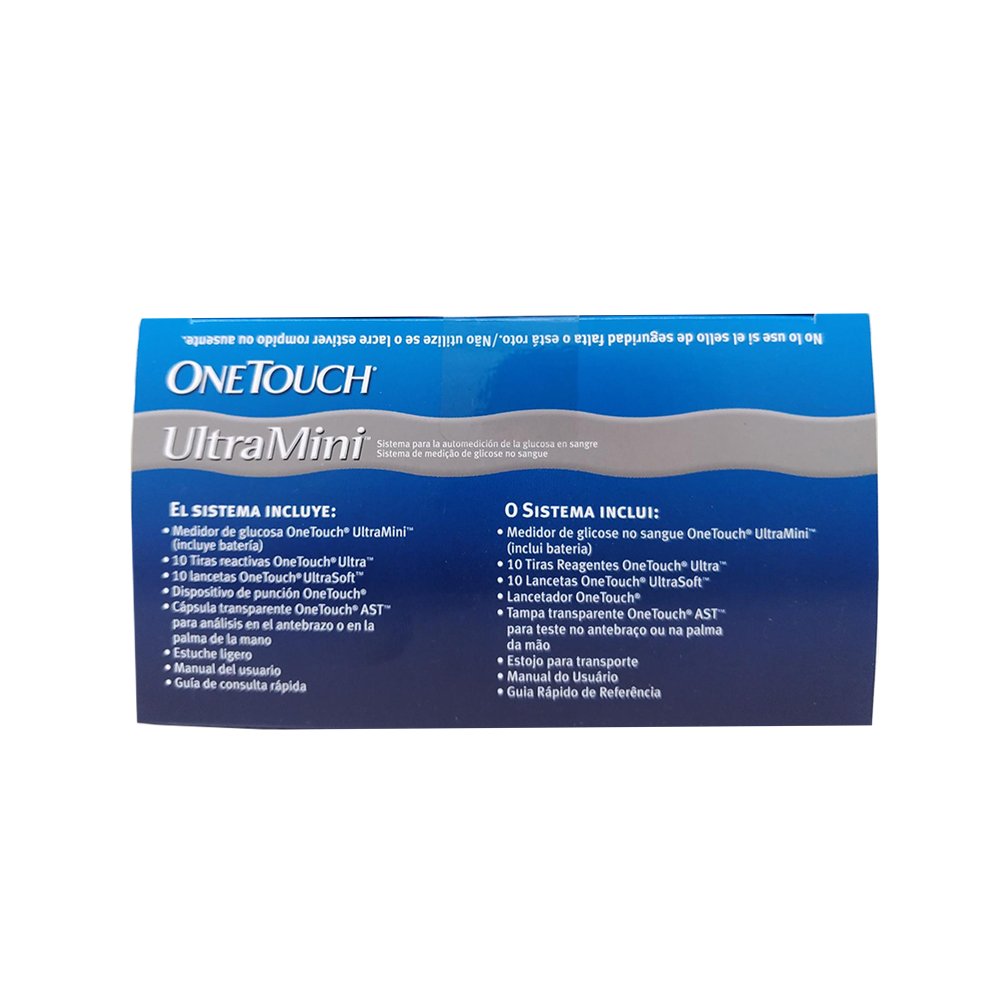 No lo use si el sello de seguridad falta o está roto./Não utilize se o lacre estiver rompido ou ausente.
ONETOUCH®
UltraMini™
Sistema para la automedición de la glucosa en sangre
Sistema de medição de glicose no sangue
EL SISTEMA INCLUYE:
• Medidor de glucosa OneTouch® UltraMini™
(incluye batería)
• 10 Tiras reactivas OneTouch® Ultra™
• 10 lancetas OneTouch® UltraSoft™
• Dispositivo de punción OneTouch®
• Cápsula transparente OneTouch® AST™
para análisis en el antebrazo o en la
palma de la mano
• Estuche ligero
• Manual del usuario
• Guía de consulta rápida
O SISTEMA INCLUI:
• Medidor de glicose no sangue OneTouch® UltraMini™
(inclui bateria)
• 10 Tiras Reagentes OneTouch® Ultra™
• 10 Lancetas OneTouch® UltraSoft™
• Lancetador OneTouch®
• Tampa transparente OneTouch® AST™
para teste no antebraço ou na palma
da mão
• Estojo para transporte
• Manual do Usuário
• Guia Rápido de Referência